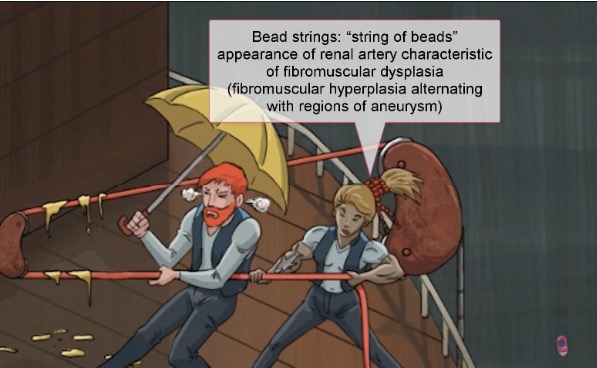 Bead strings: “string of beads”
appearance of renal artery characteristic
of fibromuscular dysplasia
(fibromuscular hyperplasia alternating
with regions of aneurysm)